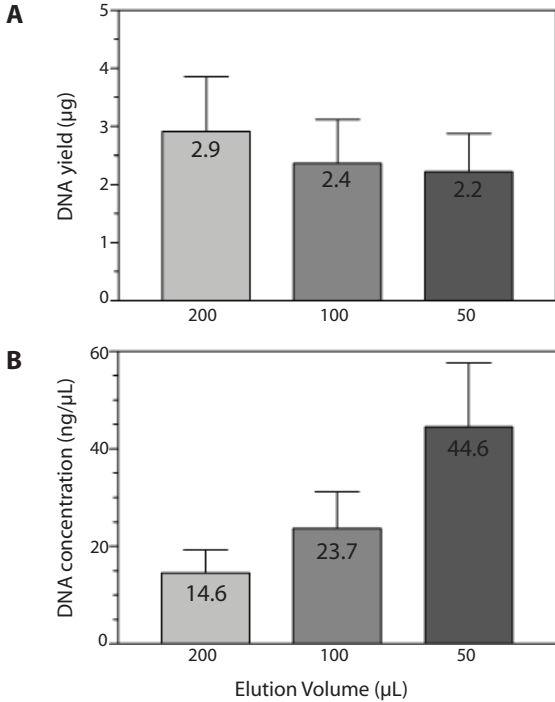 A
DNA yield (µg)
5
4
3
2
1
0
2.9
2.4
2.2
200 100 50
B
DNA concentration (ng/µL)
60
40
20
0
14.6
23.7
44.6
200 100 50
Elution Volume (µL)